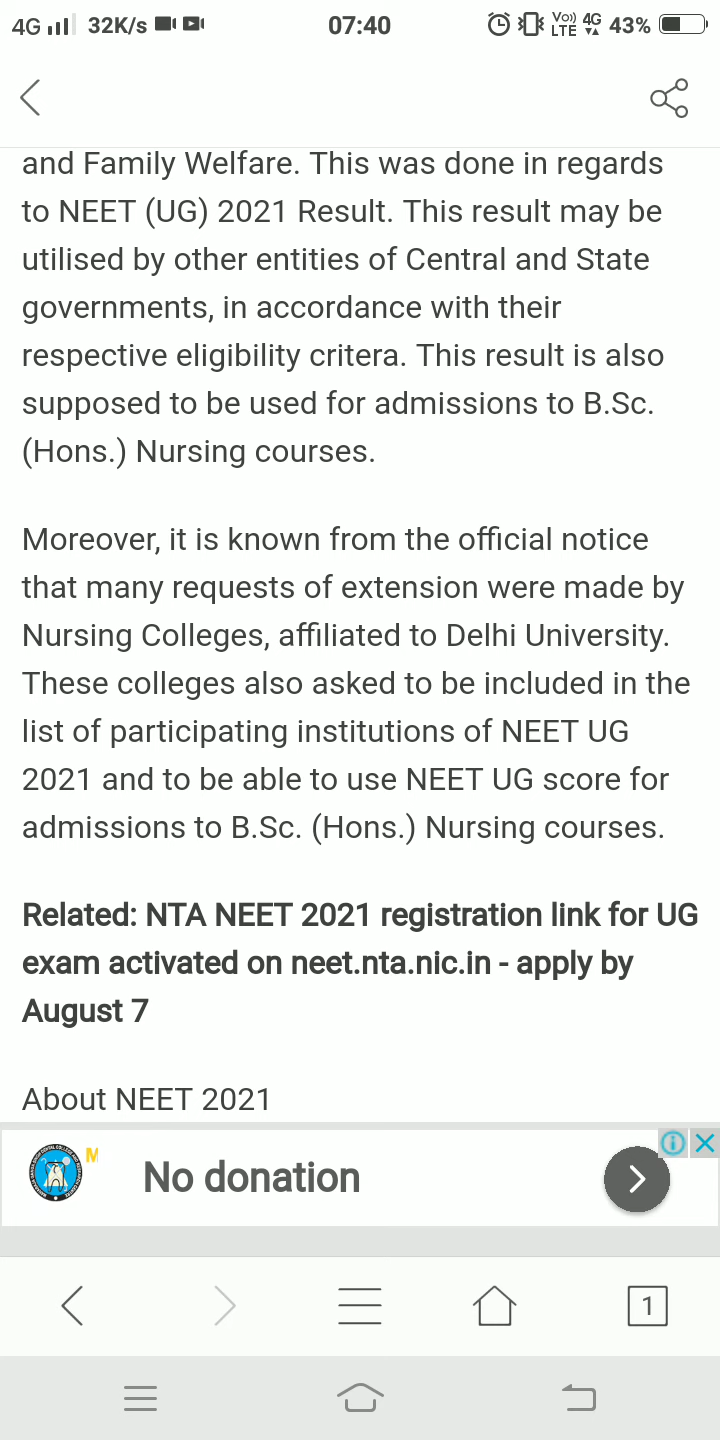 4G 32K/s 07:40 Vo)) LTE 4G 43%
and Family Welfare. This was done in regards
to NEET (UG) 2021 Result. This result may be
utilised by other entities of Central and State
governments, in accordance with their
respective eligibility critera. This result is also
supposed to be used for admissions to B.Sc.
(Hons.) Nursing courses.
Moreover, it is known from the official notice
that many requests of extension were made by
Nursing Colleges, affiliated to Delhi University.
These colleges also asked to be included in the
list of participating institutions of NEET UG
2021 and to be able to use NEET UG score for
admissions to B.Sc. (Hons.) Nursing courses.
Related: NTA NEET 2021 registration link for UG
exam activated on neet.nta.nic.in - apply by
August 7
About NEET 2021
M
No donation
1